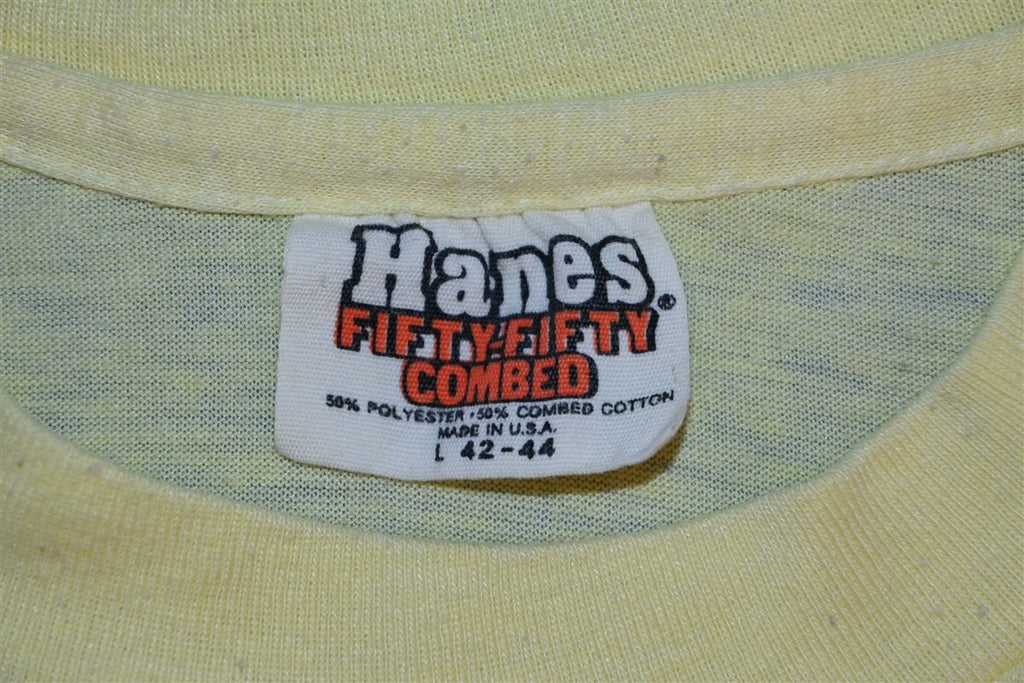 Hanes®
FIFTY-FIFTY
COMBED
50% POLYESTER • 50% COMBED COTTON
MADE IN U.S.A.
L 42-44